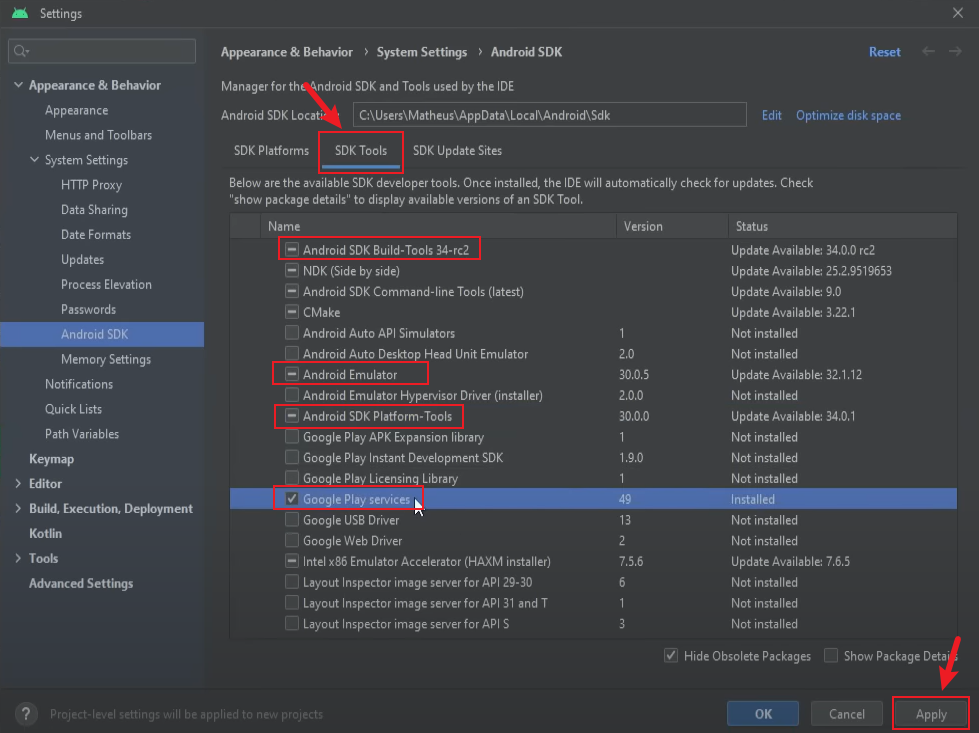 Settings
Appearance & Behavior
Appearance
Menus and Toolbars
System Settings
HTTP Proxy
Data Sharing
Date Formats
Updates
Process Elevation
Passwords
Android SDK
Memory Settings
Notifications
Quick Lists
Path Variables
Keymap
Editor
Build, Execution, Deployment
Kotlin
Tools
Advanced Settings
Appearance & Behavior › System Settings › Android SDK
Reset
Manager for the Android SDK and Tools used by the IDE
Android SDK Location: C:\Users\Matheus\AppData\Local\Android\Sdk Edit Optimize disk space
SDK Platforms SDK Tools SDK Update Sites
Below are the available SDK developer tools. Once installed, the IDE will automatically check for updates. Check
"show package details" to display available versions of an SDK Tool.
Name Version Status
Android SDK Build-Tools 34-rc2 Update Available: 34.0.0 rc2
NDK (Side by side) Update Available: 25.2.9519653
Android SDK Command-line Tools (latest) Update Available: 9.0
CMake Update Available: 3.22.1
Android Auto API Simulators 1 Not installed
Android Auto Desktop Head Unit Emulator 2.0 Not installed
Android Emulator 30.0.5 Update Available: 32.1.12
Android Emulator Hypervisor Driver (installer) 2.0.0 Not installed
Android SDK Platform-Tools 30.0.0 Update Available: 34.0.1
Google Play APK Expansion library 1 Not installed
Google Play Instant Development SDK 1.9.0 Not installed
Google Play Licensing Library 1 Not installed
Google Play services 49 Installed
Google USB Driver 13 Not installed
Google Web Driver 2 Not installed
Intel x86 Emulator Accelerator (HAXM installer) 7.5.6 Update Available: 7.6.5
Layout Inspector image server for API 29-30 6 Not installed
Layout Inspector image server for API 31 and T 1 Not installed
Layout Inspector image server for API S 3 Not installed
Hide Obsolete Packages Show Package Details
? Project-level settings will be applied to new projects
OK Cancel Apply